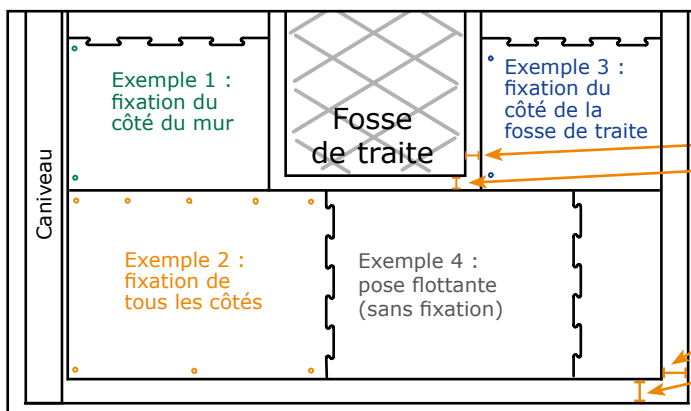 Exemple 1 :
fixation du
côté du mur
Fosse
de traite
Exemple 3 :
fixation du
côté de la
fosse de traite
Caniveau
Exemple 2 :
fixation de
tous les côtés
Exemple 4 :
pose flottante
(sans fixation)